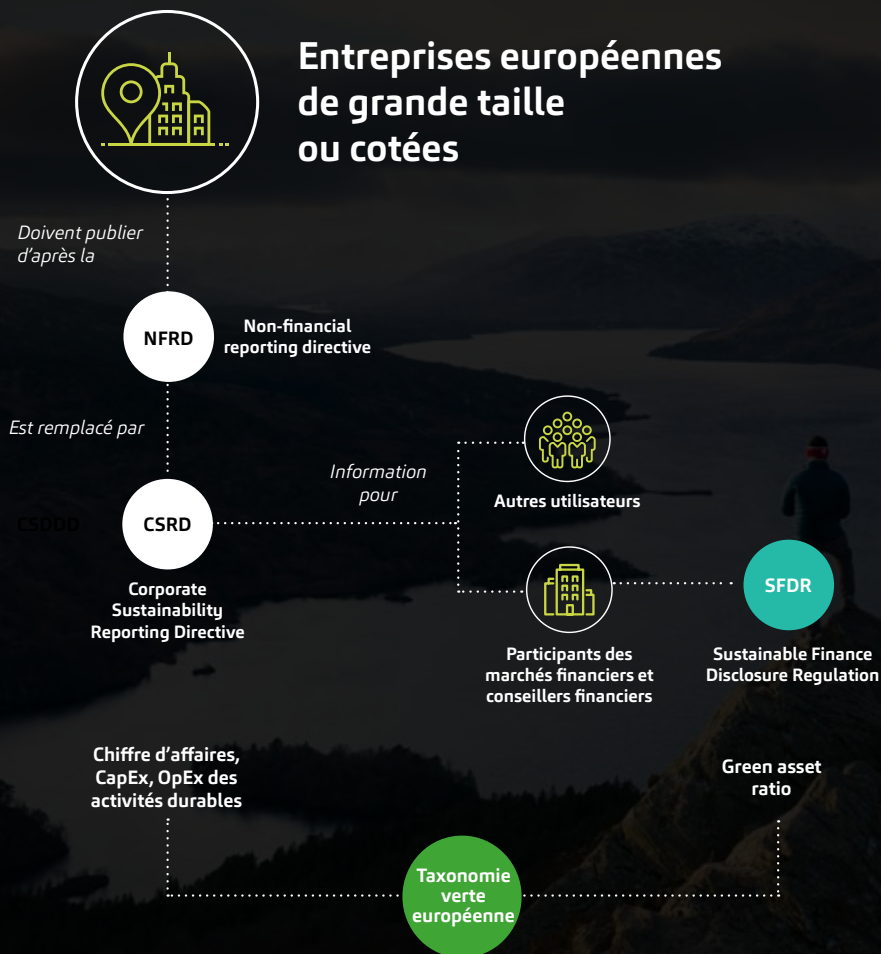 Entreprises européennes
de grande taille
ou cotées
Doivent publier
d'après la
NFRD
Non-financial
reporting directive
Est remplacé par
Information
pour
Autres utilisateurs
CSDDD
CSRD
Corporate
Sustainability
Reporting Directive
SFDR
Participants des
marchés financiers et
conseillers financiers
Sustainable Finance
Disclosure Regulation
Chiffre d'affaires,
CapEx, OpEx des
activités durables
Green asset
ratio
Taxonomie
verte
européenne